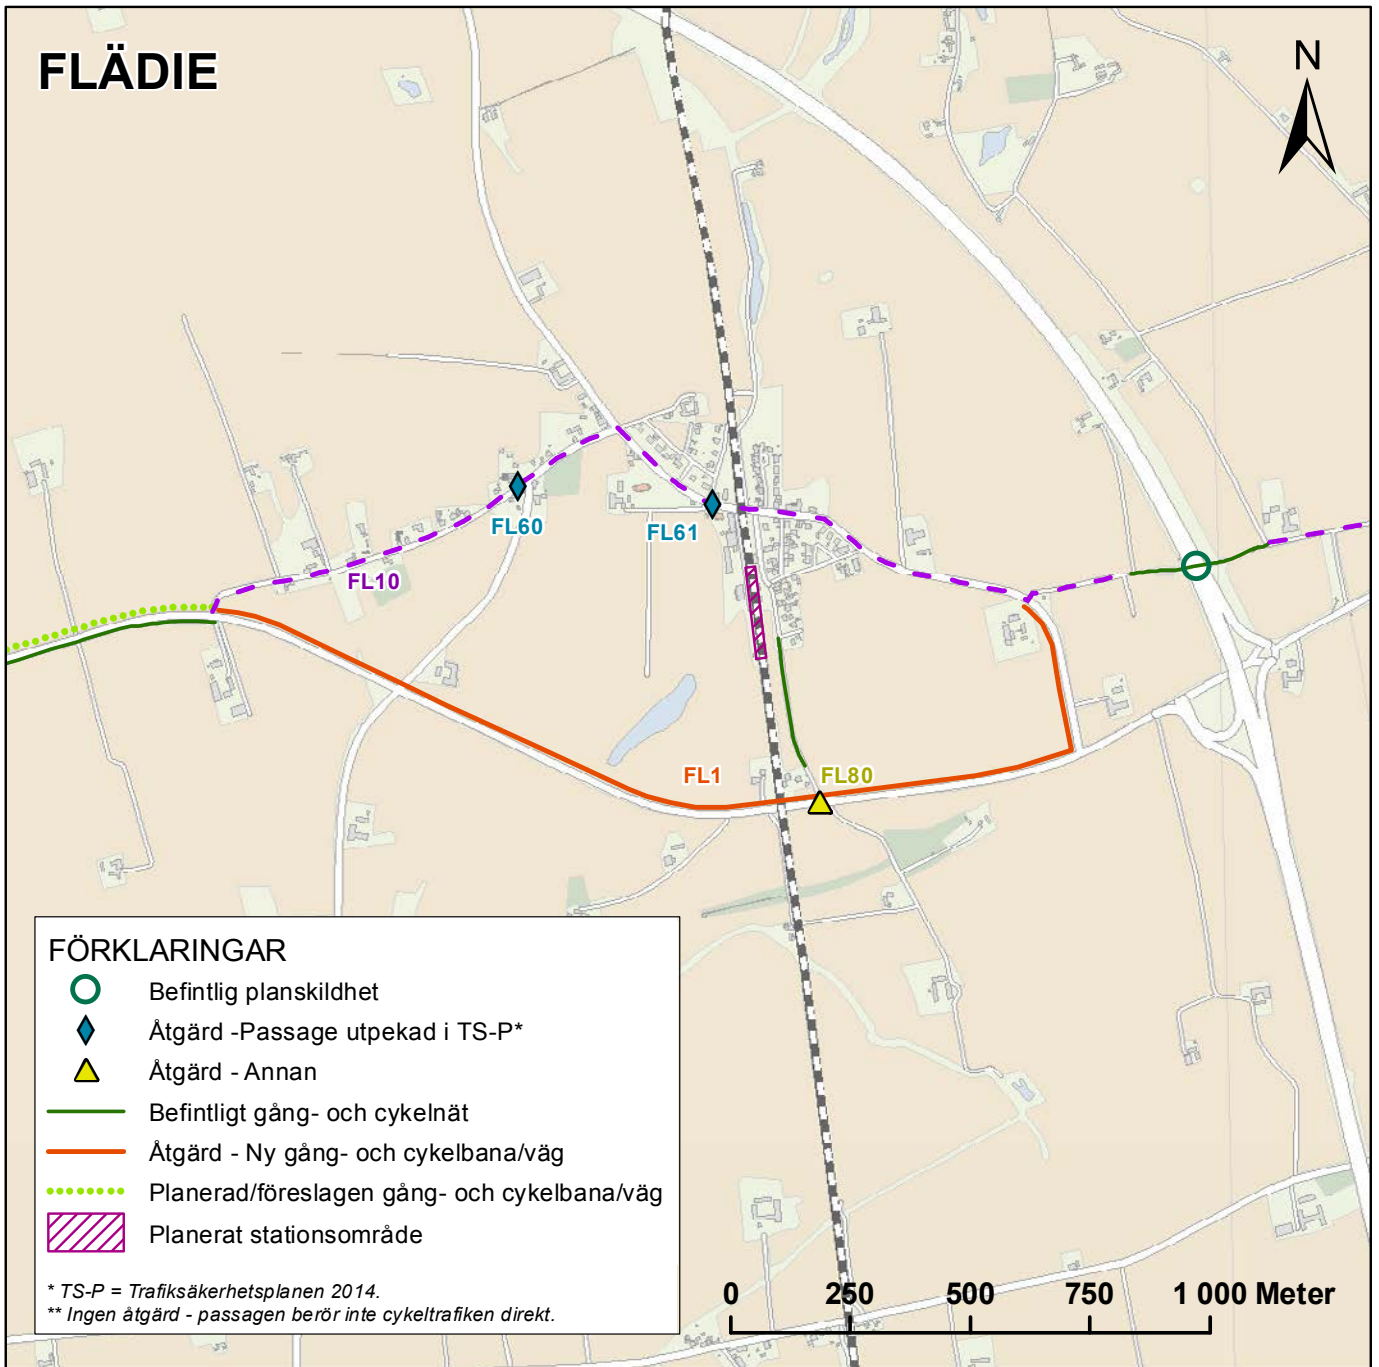 FLÄDIE
N
FL60
FL61
FL10
FL1
FL80
FÖRKLARINGAR
Befintlig planskildhet
Åtgärd -Passage utpekad i TS-P*
Åtgärd - Annan
Befintligt gång- och cykelnät
Åtgärd - Ny gång- och cykelbana/väg
Planerad/föreslagen gång- och cykelbana/väg
Planerat stationsområde
* TS-P = Trafiksäkerhetsplanen 2014.
** Ingen åtgärd - passagen berör inte cykeltrafiken direkt.
0 250 500 750 1 000 Meter